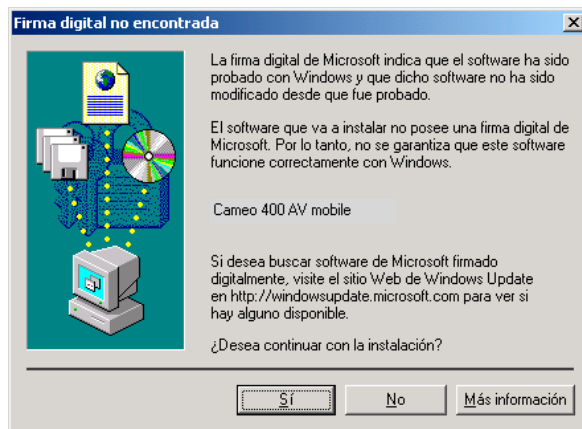 Firma digital no encontrada
La firma digital de Microsoft indica que el software ha sido
probado con Windows y que dicho software no ha sido
modificado desde que fue probado.
El software que va a instalar no posee una firma digital de
Microsoft. Por lo tanto, no se garantiza que este software
funcione correctamente con Windows.
Cameo 400 AV mobile
Si desea buscar software de Microsoft firmado
digitalmente, visite el sitio Web de Windows Update
en http://windowsupdate.microsoft.com para ver si
hay alguno disponible.
¿Desea continuar con la instalación?
Sí No Más información